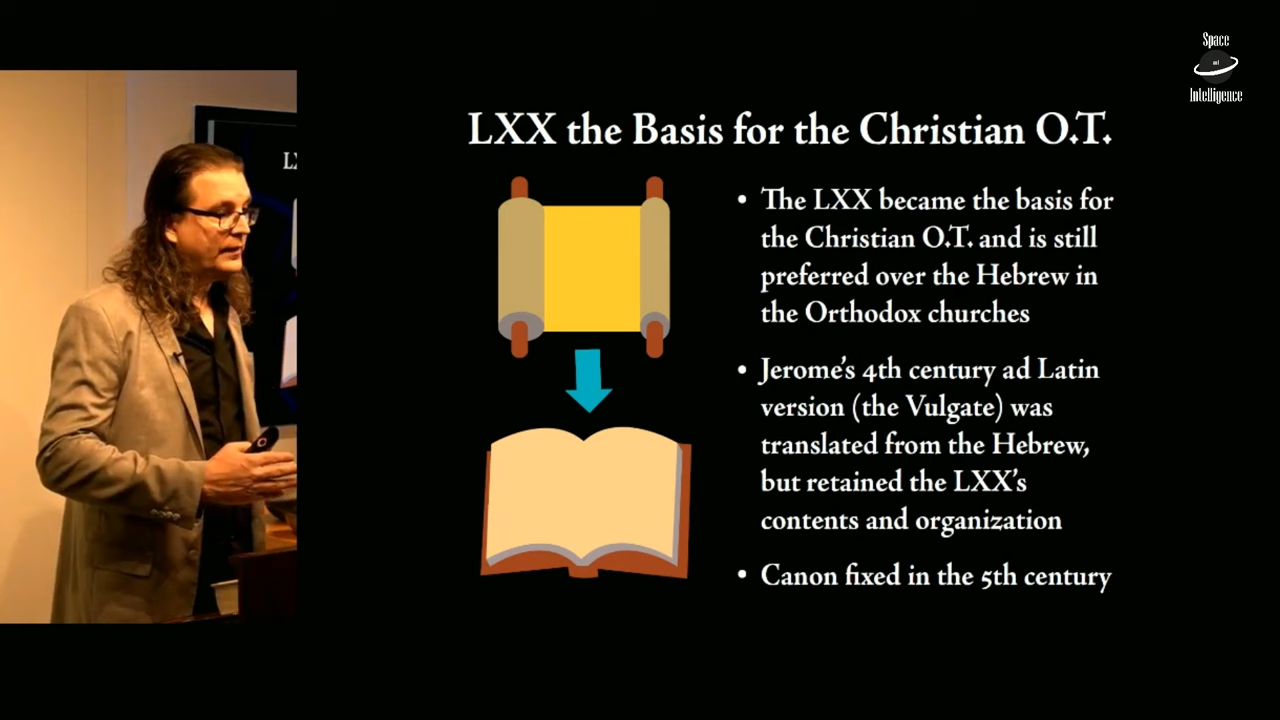 Space
and
Intelligence
LXX the Basis for the Christian O.T.
• The LXX became the basis for
the Christian O.T. and is still
preferred over the Hebrew in
the Orthodox churches
• Jerome's 4th century ad Latin
version (the Vulgate) was
translated from the Hebrew,
but retained the LXX's
contents and organization
• Canon fixed in the 5th century